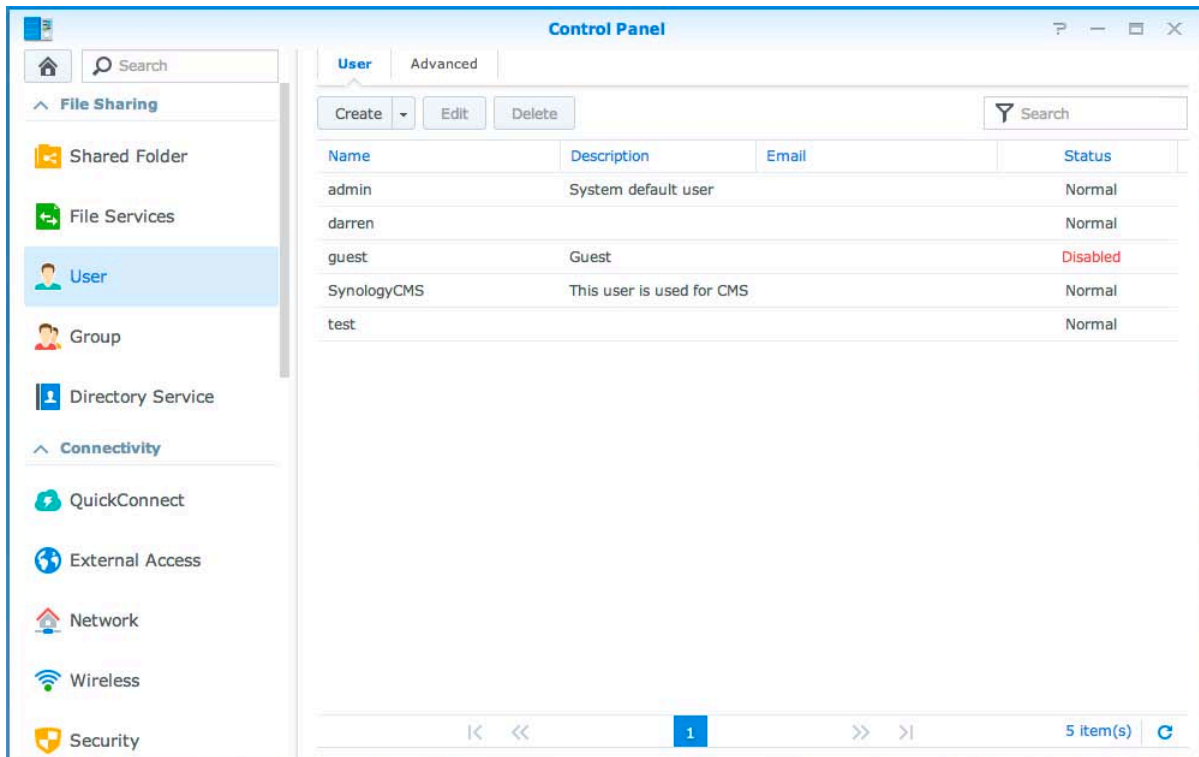 Control Panel
Search
File Sharing
Shared Folder
File Services
User
Group
Directory Service
Connectivity
QuickConnect
External Access
Network
Wireless
Security
User Advanced
Create Edit Delete Search
Name Description Email Status
admin System default user Normal
darren Normal
guest Guest Disabled
SynologyCMS This user is used for CMS Normal
test Normal
1 5 item(s)